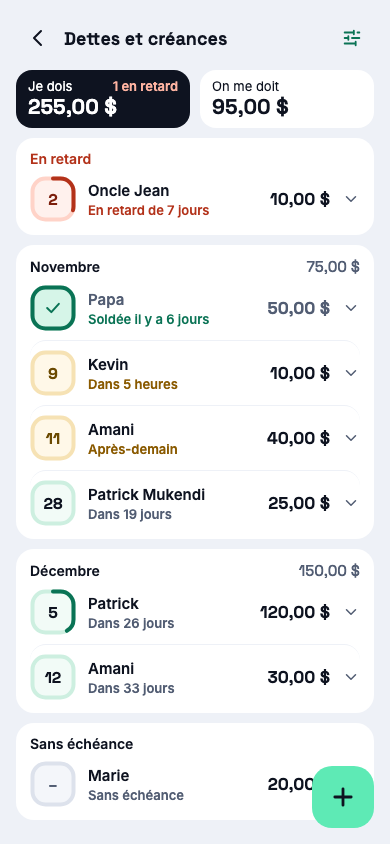 Dettes et créances
Je dois
1 en retard
255,00 $
On me doit
95,00 $
En retard
2
Oncle Jean
En retard de 7 jours
10,00 $
Novembre
75,00 $
Papa
Soldée il y a 6 jours
50,00 $
9
Kevin
Dans 5 heures
10,00 $
11
Amani
Après-demain
40,00 $
28
Patrick Mukendi
Dans 19 jours
25,00 $
Décembre
150,00 $
5
Patrick
Dans 26 jours
120,00 $
12
Amani
Dans 33 jours
30,00 $
Sans échéance
–
Marie
Sans échéance
20,00